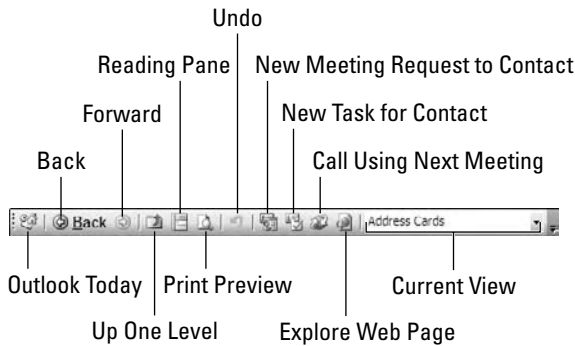 Undo
Reading Pane
New Meeting Request to Contact
Forward
New Task for Contact
Back
Call Using Next Meeting
Back
Address Cards
Outlook Today
Print Preview
Current View
Up One Level
Explore Web Page